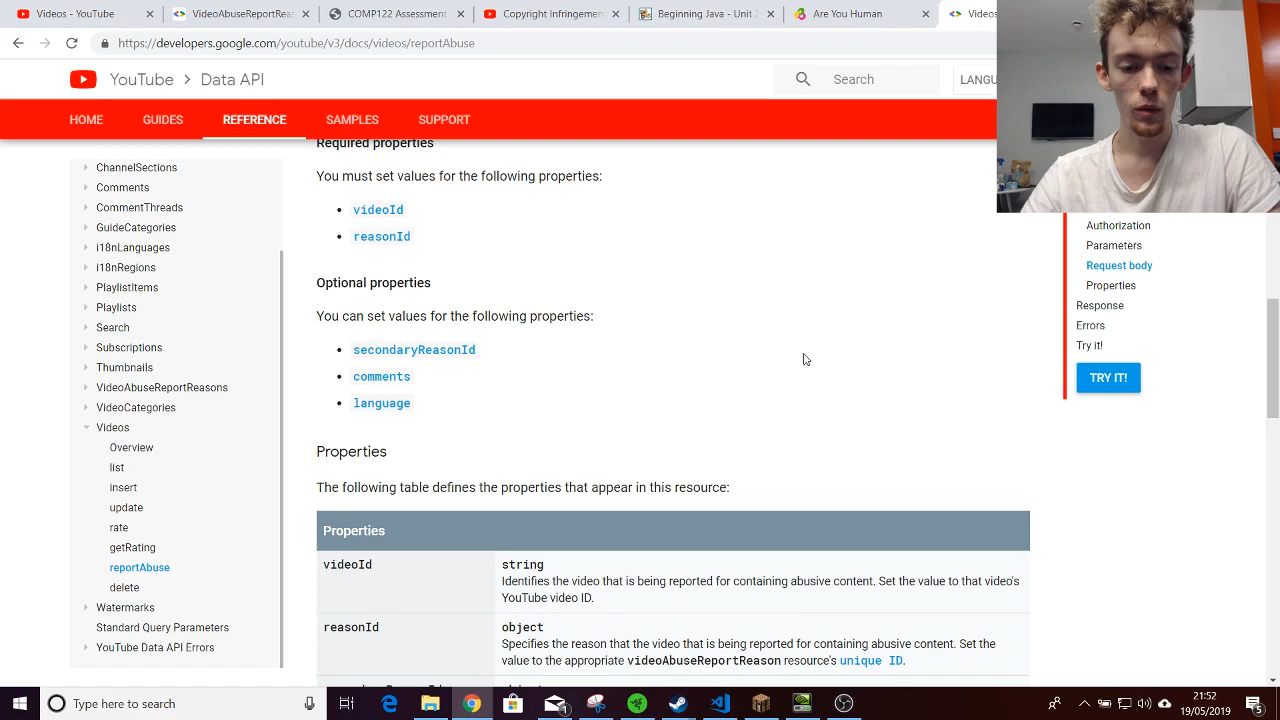 Videos - YouTube
VideoAbuseReportReas
COMP122 Assessment
Copyright Infringemen
Beginning Java - Unit 2
Are You Human
Videos
https://developers.google.com/youtube/v3/docs/videos/reportAbuse
YouTube > Data API
Search
LANGU
HOME
GUIDES
REFERENCE
SAMPLES
SUPPORT
ChannelSections
Comments
CommentThreads
GuideCategories
i18nLanguages
i18nRegions
PlaylistItems
Playlists
Search
Subscriptions
Thumbnails
VideoAbuseReportReasons
VideoCategories
Videos
Overview
list
insert
update
rate
getRating
reportAbuse
delete
Watermarks
Standard Query Parameters
YouTube Data API Errors
Required properties
You must set values for the following properties:
• videoId
• reasonId
Optional properties
You can set values for the following properties:
• secondaryReasonId
• comments
• language
Properties
The following table defines the properties that appear in this resource:
Properties
videoId
string
Identifies the video that is being reported for containing abusive content. Set the value to that video's
YouTube video ID.
reasonId
object
Specifies the reason that the video that is being reported for containing abusive content. Set the
value to the appropriate videoAbuseReportReason resource's unique ID.
Authorization
Parameters
Request body
Properties
Response
Errors
Try it!
TRY IT!
Type here to search
21:52
19/05/2019
5